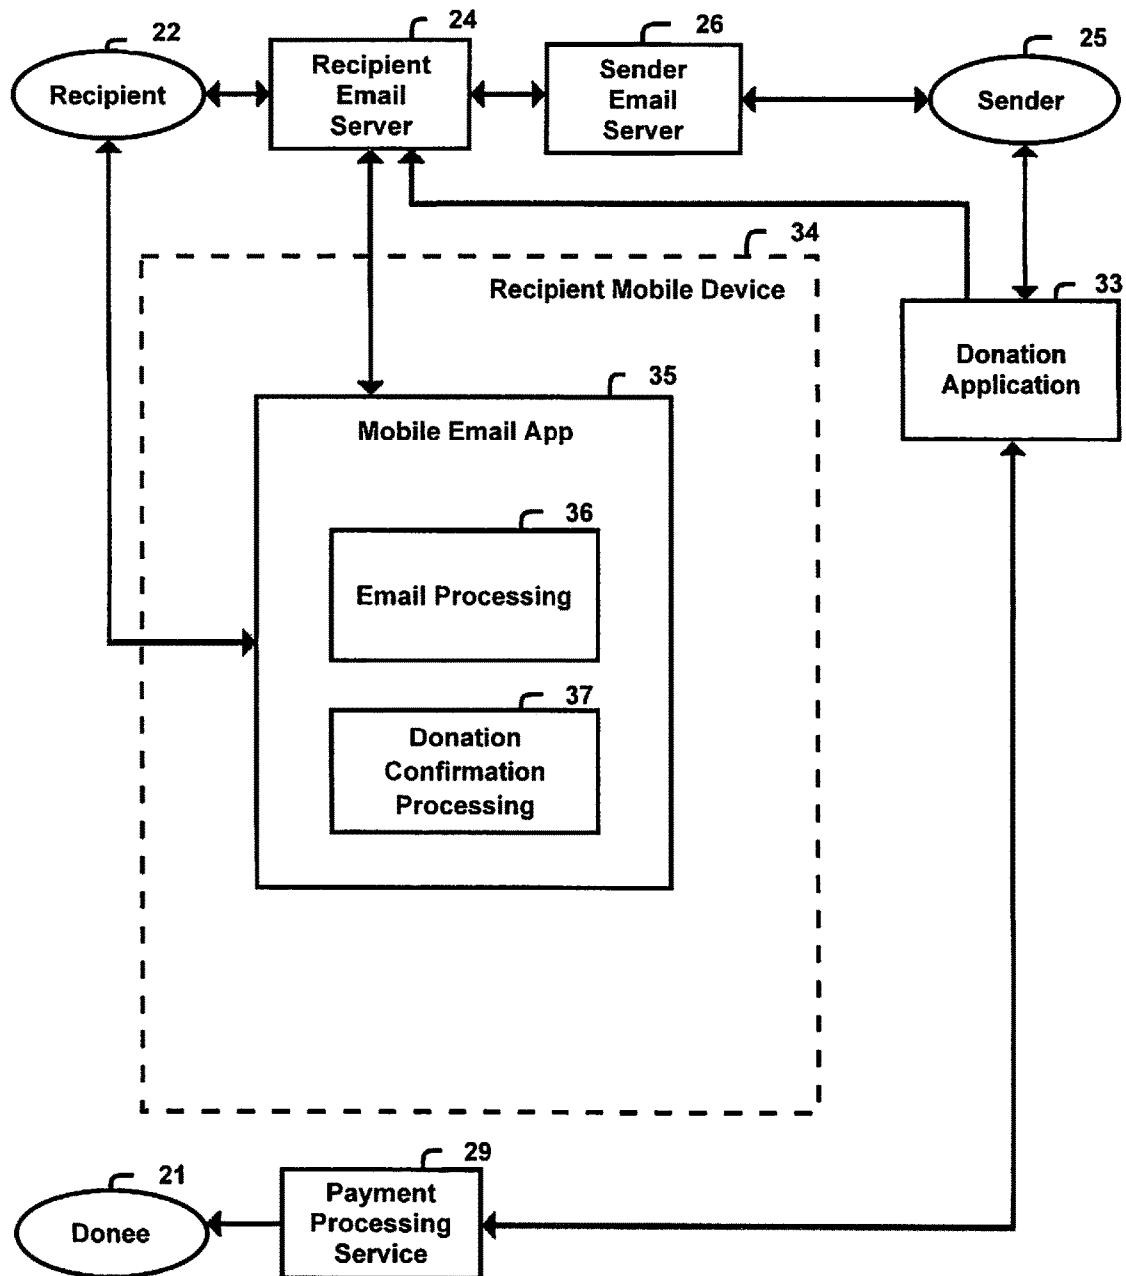 22
24
26
25
Recipient
Recipient
Email
Server
Sender
Email
Server
Sender
34
Recipient Mobile Device
33
Donation
Application
35
Mobile Email App
36
Email Processing
37
Donation
Confirmation
Processing
21
Donee
29
Payment
Processing
Service